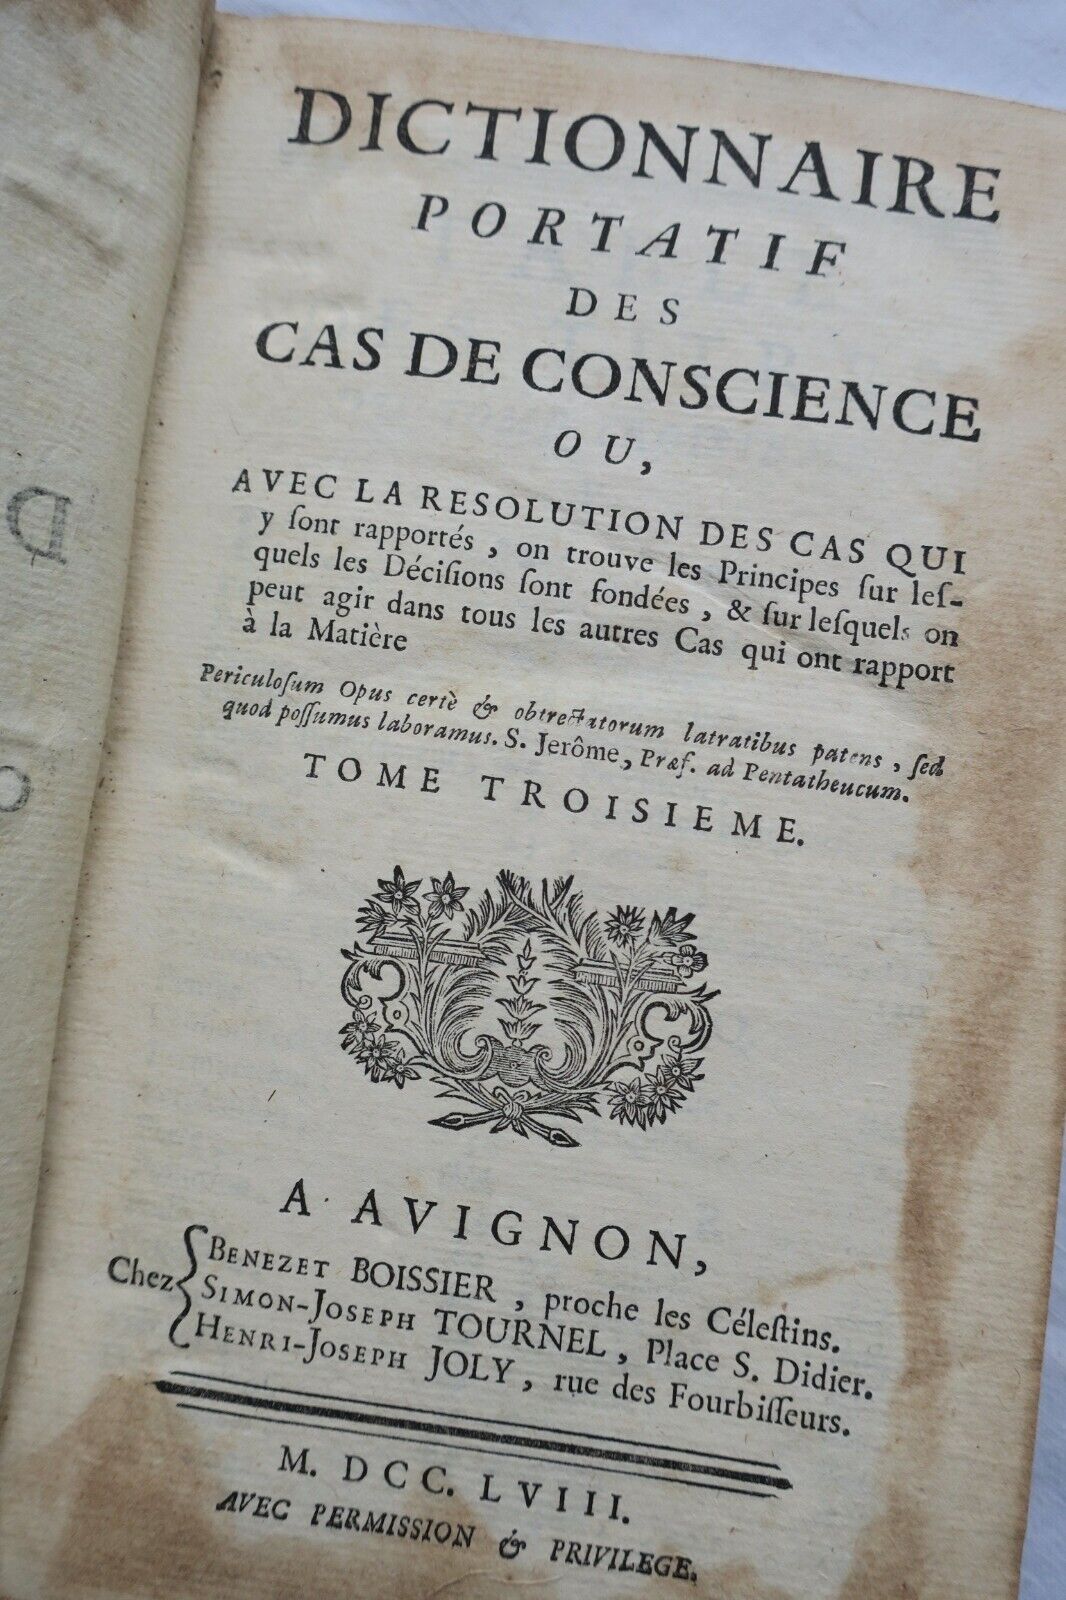 DICTIONNAIRE
PORTATIF
DES
CAS DE CONSCIENCE
OU,
AVEC LA RESOLUTION DES CAS QUI
y ſont rapportés, on trouve les Principes ſur leſ-
quels les Déciſions ſont fondées, & ſur leſquels on
peut agir dans tous les autres Cas qui ont rapport
à la Matière
Periculoſum Opus certè & obtrectatorum latratibus patens, ſed
quod poſſumus laboramus. S. Jerôme, Præf. ad Pentatheucum.
TOME TROISIEME.
A AVIGNON,
Chez
BENEZET BOISSIER, proche les Céleſtins.
SIMON-JOSEPH TOURNEL, Place S. Didier.
HENRI-JOSEPH JOLY, rue des Fourbiſſeurs.
M. DCC. LVIII.
AVEC PERMISSION & PRIVILEGE.